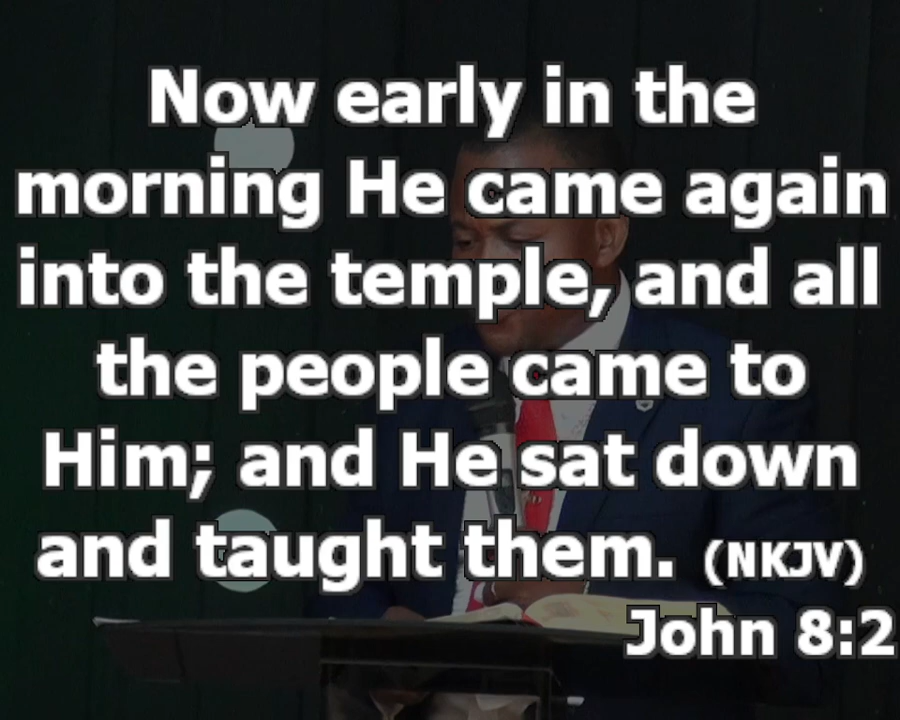 Now early in the
morning He came again
into the temple, and all
the people came to
Him; and He sat down
and taught them. (NKJV)
John 8:2